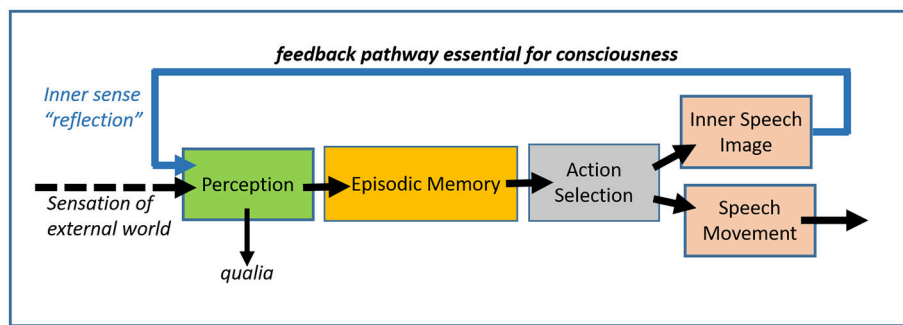 feedback pathway essential for consciousness
Inner sense
“reflection”
Sensation of
external world
Perception
qualia
Episodic Memory
Action
Selection
Inner Speech
Image
Speech
Movement